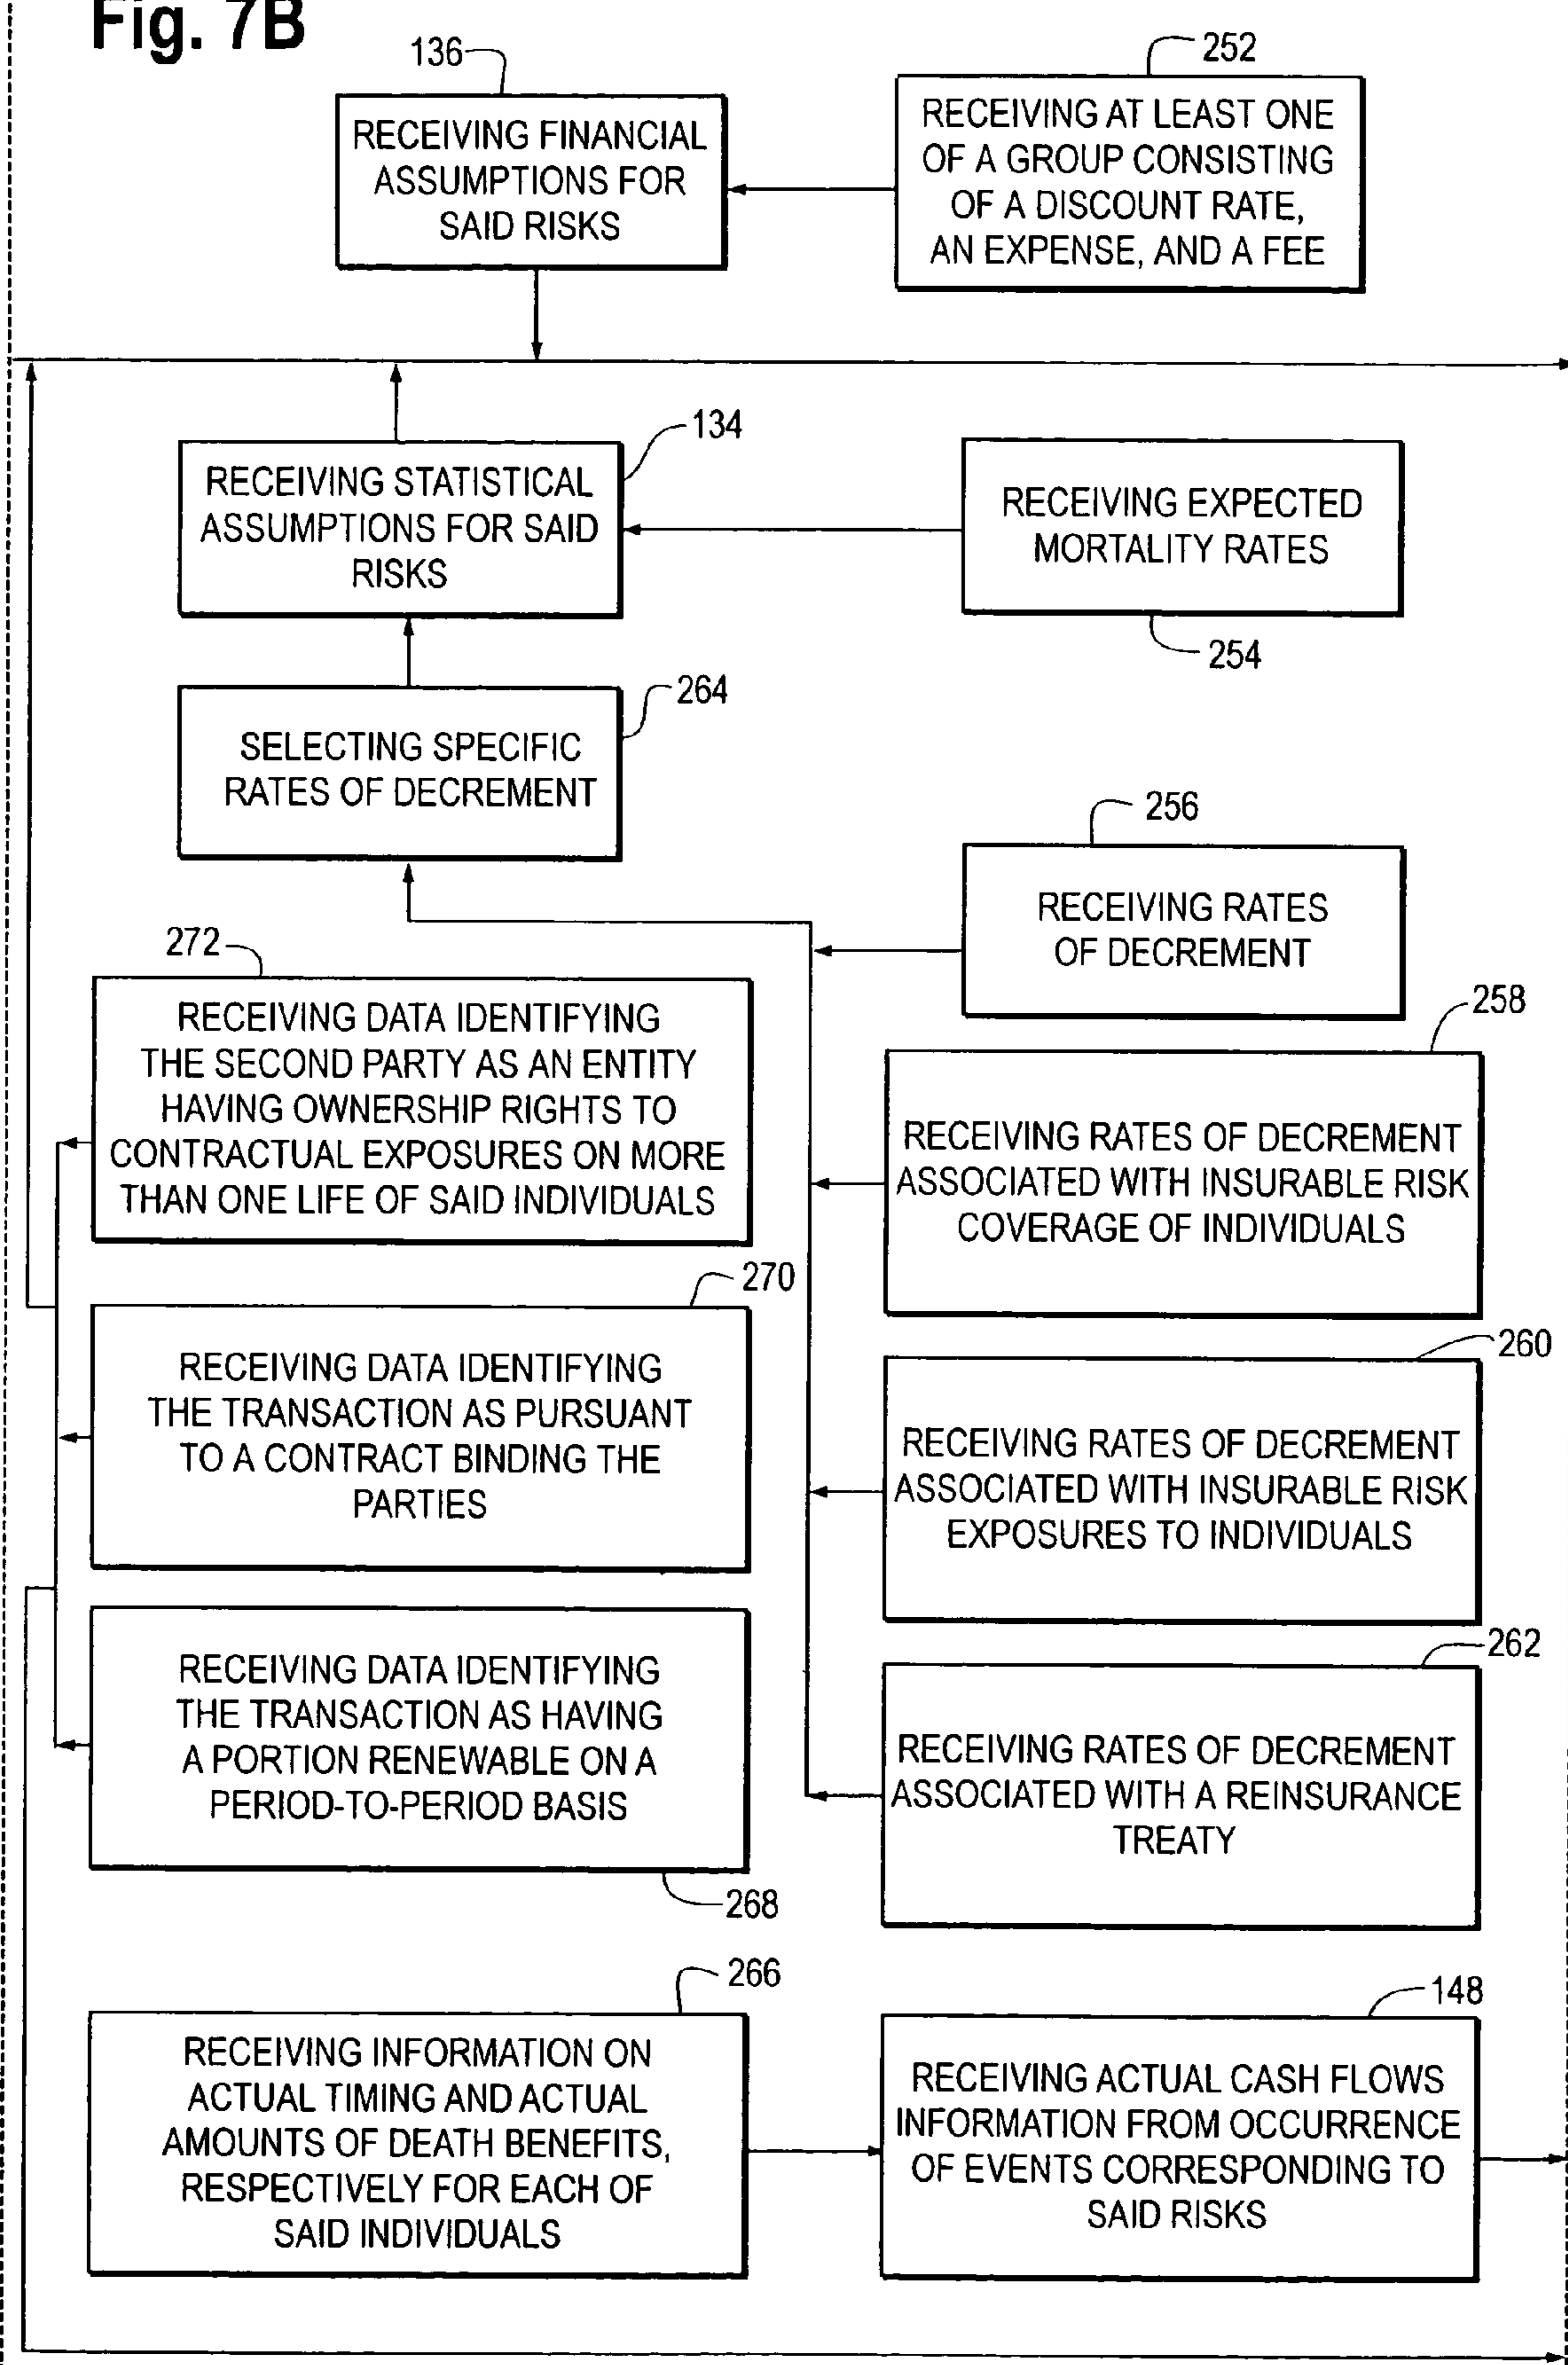 Fig. 7B
136
RECEIVING FINANCIAL
ASSUMPTIONS FOR
SAID RISKS
252
RECEIVING AT LEAST ONE
OF A GROUP CONSISTING
OF A DISCOUNT RATE,
AN EXPENSE, AND A FEE
134
RECEIVING STATISTICAL
ASSUMPTIONS FOR SAID
RISKS
RECEIVING EXPECTED
MORTALITY RATES
254
264
SELECTING SPECIFIC
RATES OF DECREMENT
256
RECEIVING RATES
OF DECREMENT
272
RECEIVING DATA IDENTIFYING
THE SECOND PARTY AS AN ENTITY
HAVING OWNERSHIP RIGHTS TO
CONTRACTUAL EXPOSURES ON MORE
THAN ONE LIFE OF SAID INDIVIDUALS
258
RECEIVING RATES OF DECREMENT
ASSOCIATED WITH INSURABLE RISK
COVERAGE OF INDIVIDUALS
270
RECEIVING DATA IDENTIFYING
THE TRANSACTION AS PURSUANT
TO A CONTRACT BINDING THE
PARTIES
260
RECEIVING RATES OF DECREMENT
ASSOCIATED WITH INSURABLE RISK
EXPOSURES TO INDIVIDUALS
RECEIVING DATA IDENTIFYING
THE TRANSACTION AS HAVING
A PORTION RENEWABLE ON A
PERIOD-TO-PERIOD BASIS
268
262
RECEIVING RATES OF DECREMENT
ASSOCIATED WITH A REINSURANCE
TREATY
266
RECEIVING INFORMATION ON
ACTUAL TIMING AND ACTUAL
AMOUNTS OF DEATH BENEFITS,
RESPECTIVELY FOR EACH OF
SAID INDIVIDUALS
148
RECEIVING ACTUAL CASH FLOWS
INFORMATION FROM OCCURRENCE
OF EVENTS CORRESPONDING TO
SAID RISKS